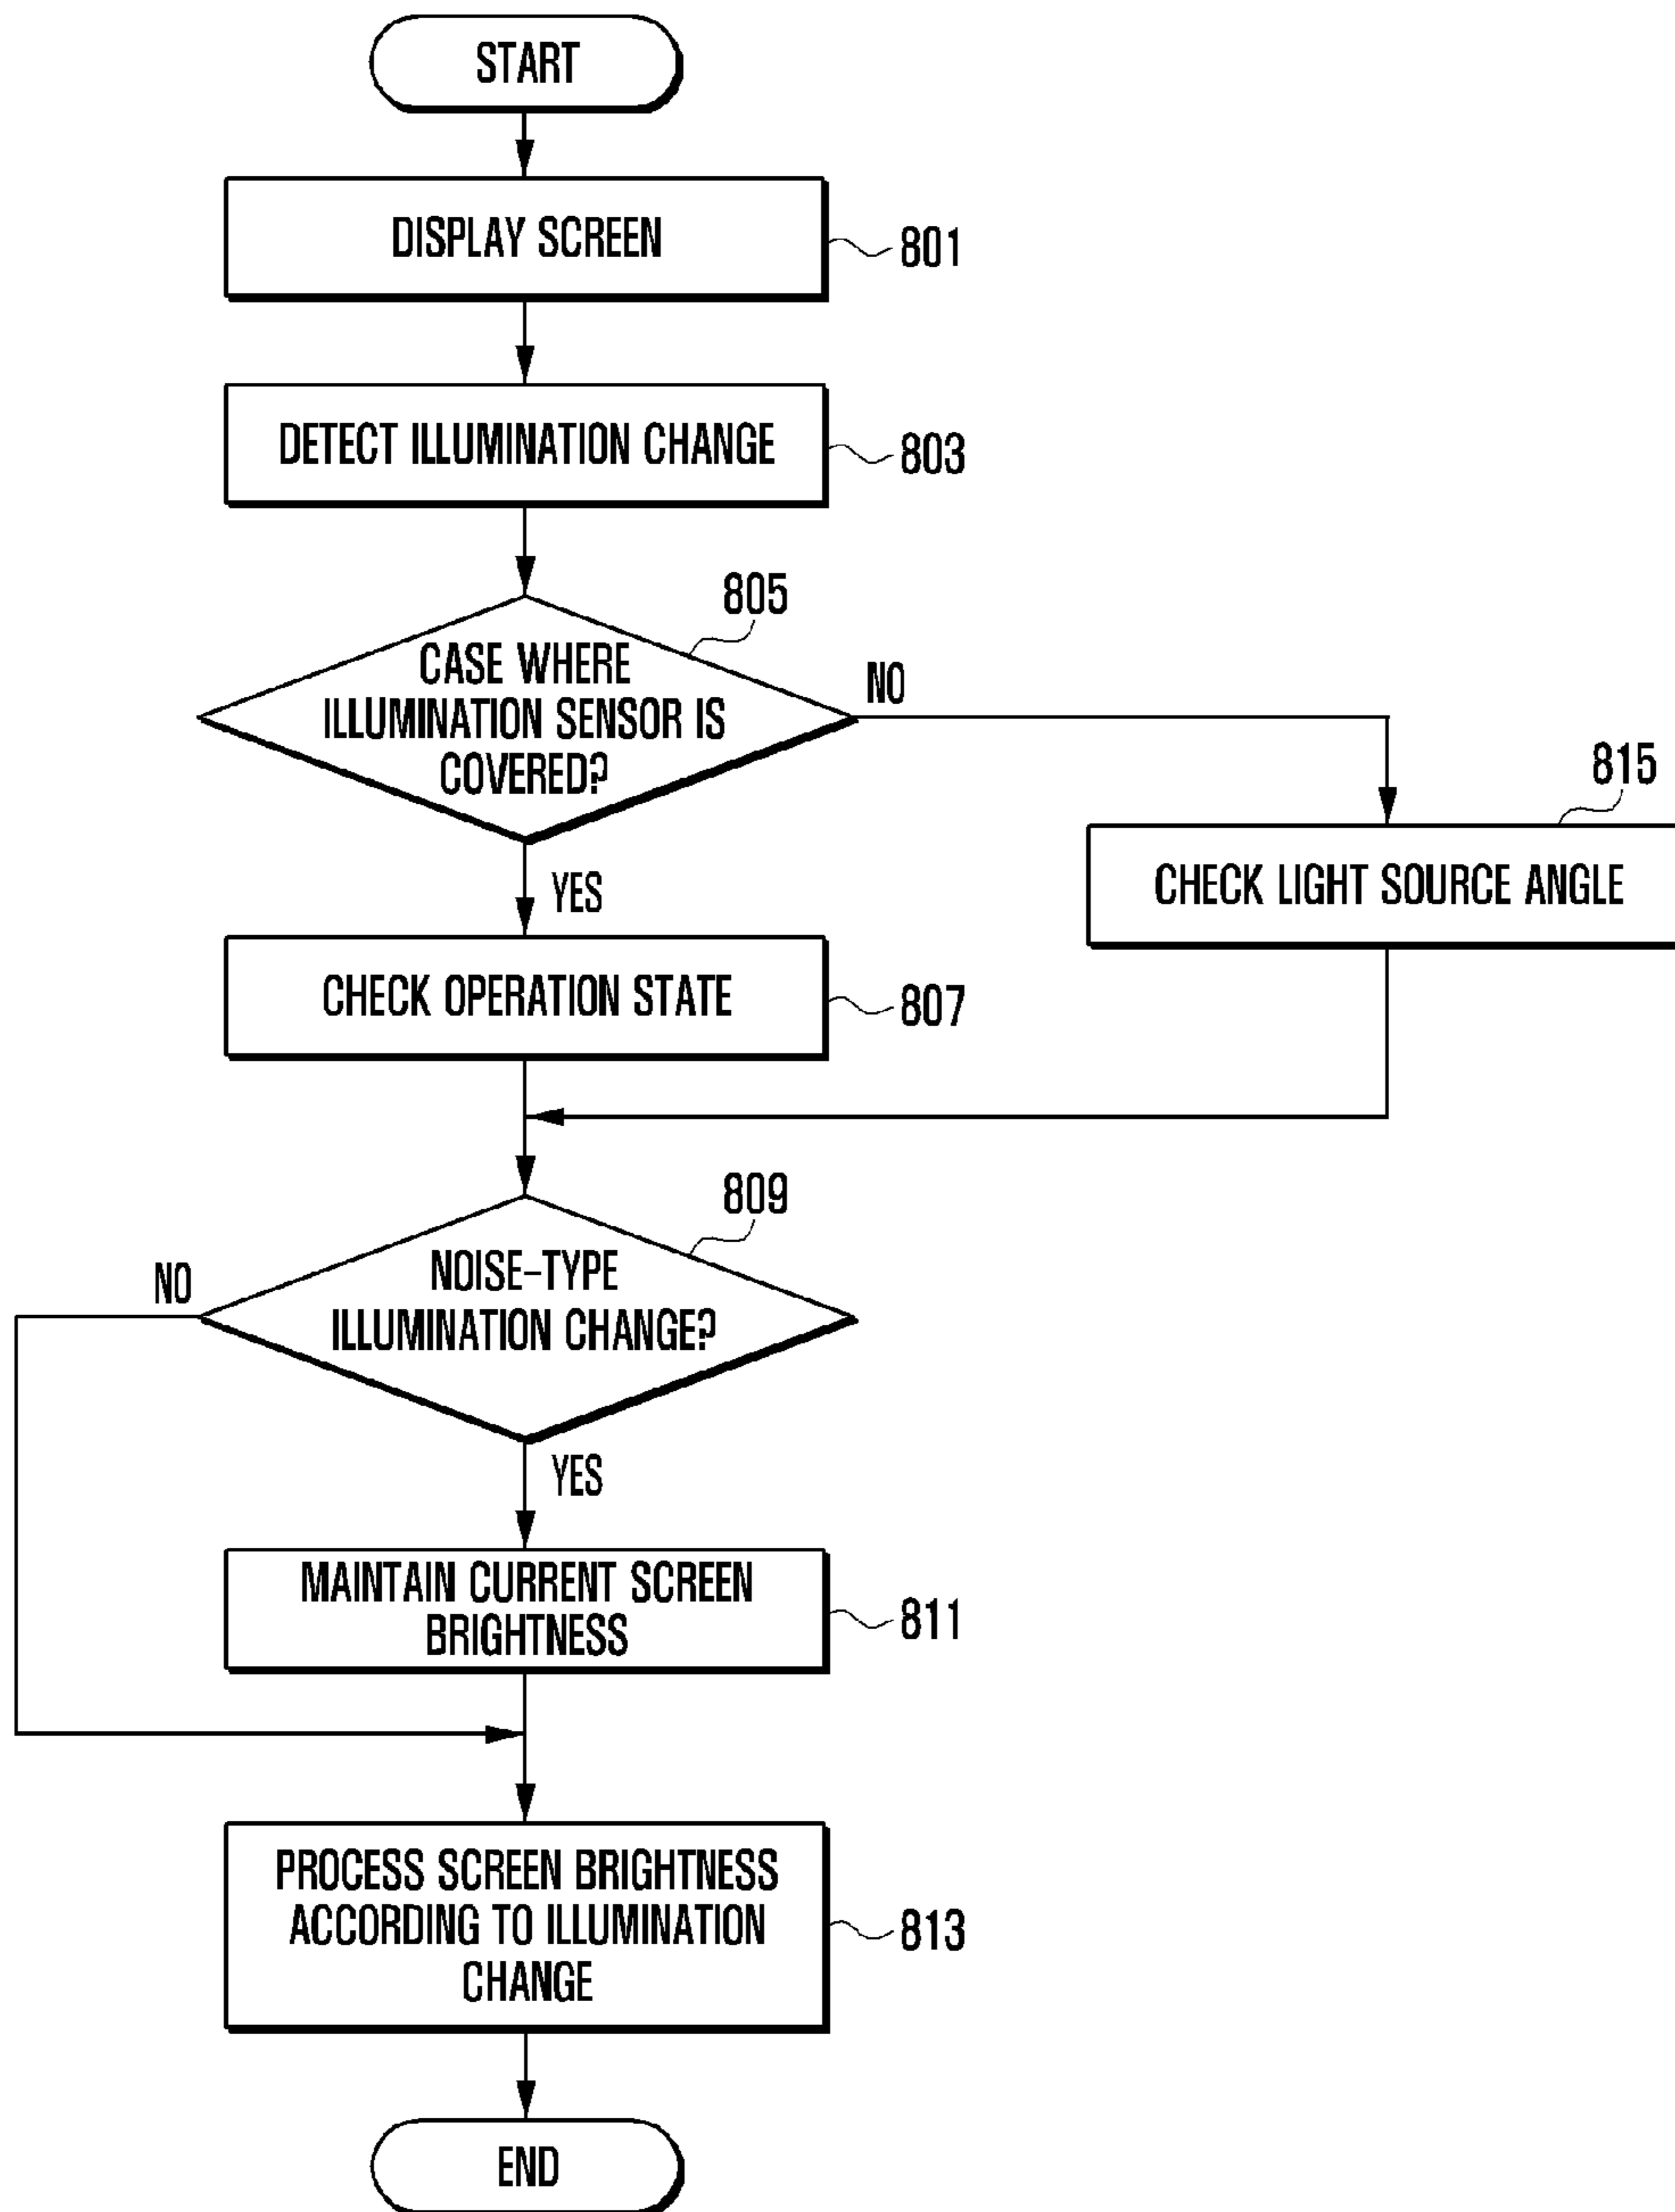 START
DISPLAY SCREEN
801
DETECT ILLUMINATION CHANGE
803
805
CASE WHERE
ILLUMINATION SENSOR IS
COVERED?
NO
YES
815
CHECK LIGHT SOURCE ANGLE
CHECK OPERATION STATE
807
809
NOISE-TYPE
ILLUMINATION CHANGE?
NO
YES
MAINTAIN CURRENT SCREEN
BRIGHTNESS
811
PROCESS SCREEN BRIGHTNESS
ACCORDING TO ILLUMINATION
CHANGE
813
END